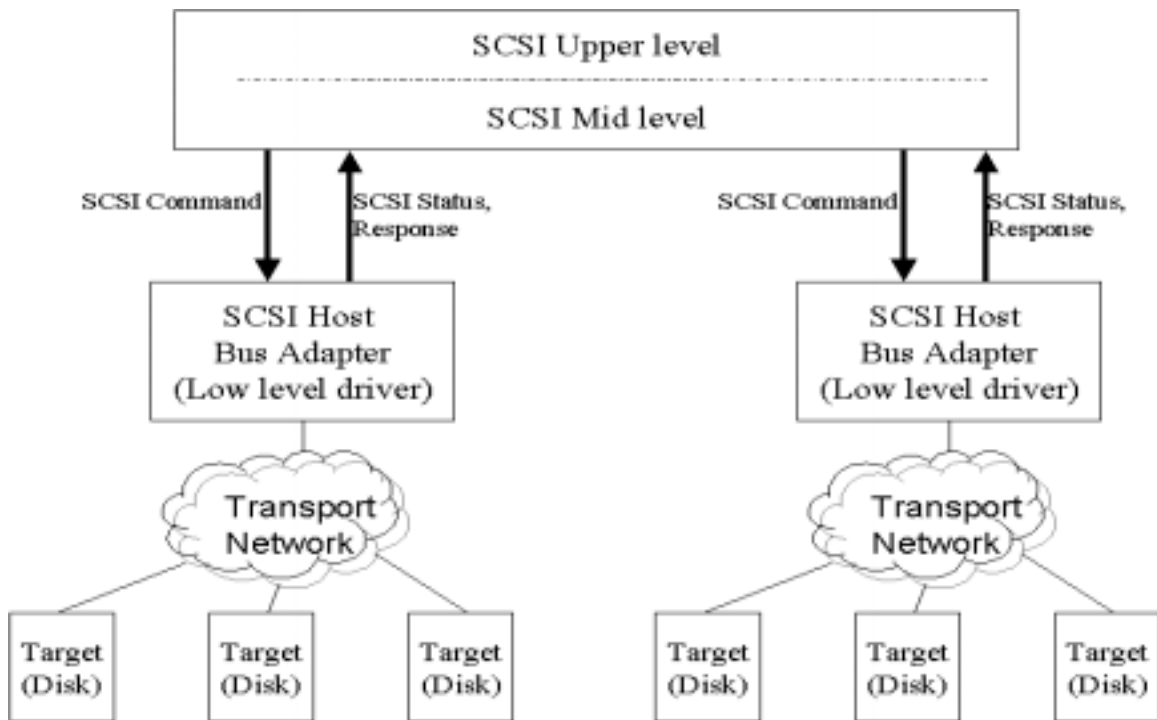 SCSI Upper level
SCSI Mid level
SCSI Command
SCSI Status,
Response
SCSI Command
SCSI Status,
Response
SCSI Host
Bus Adapter
(Low level driver)
SCSI Host
Bus Adapter
(Low level driver)
Transport
Network
Transport
Network
Target
(Disk)
Target
(Disk)
Target
(Disk)
Target
(Disk)
Target
(Disk)
Target
(Disk)